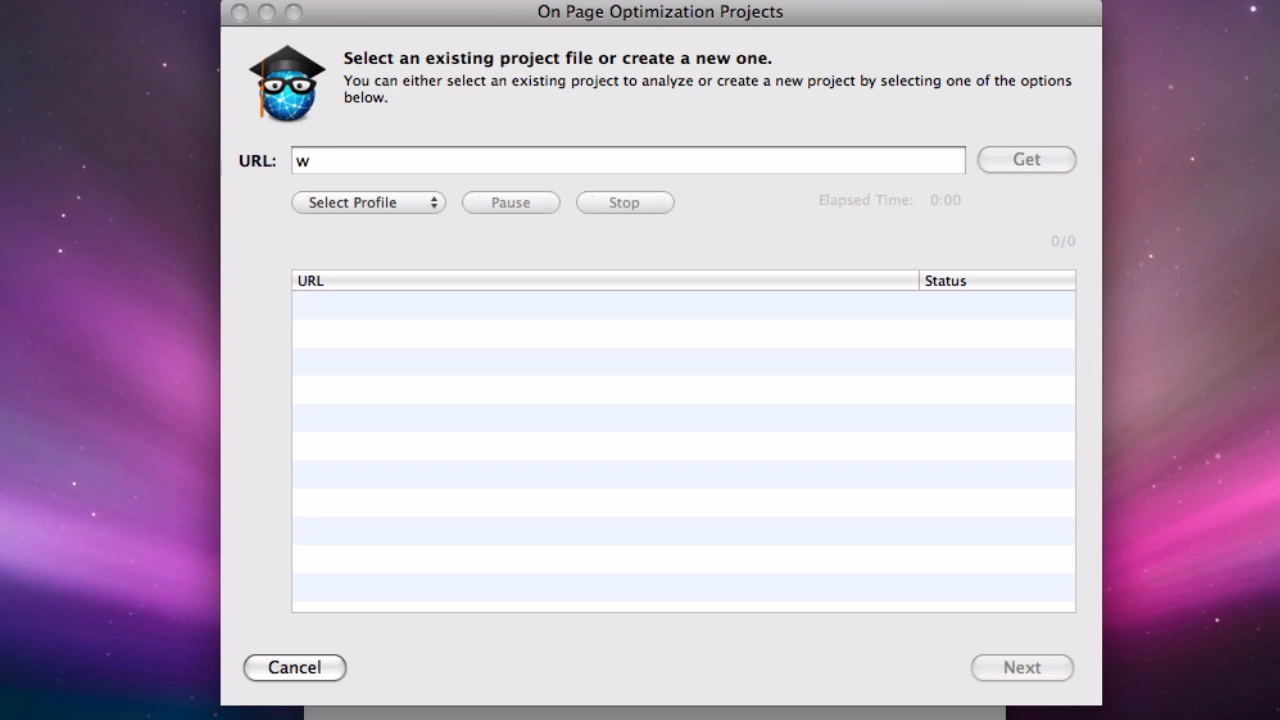 On Page Optimization Projects
Select an existing project file or create a new one.
You can either select an existing project to analyze or create a new project by selecting one of the options
below.
URL: w Get
Select Profile Pause Stop Elapsed Time: 0:00
0/0
URL Status
Cancel Next